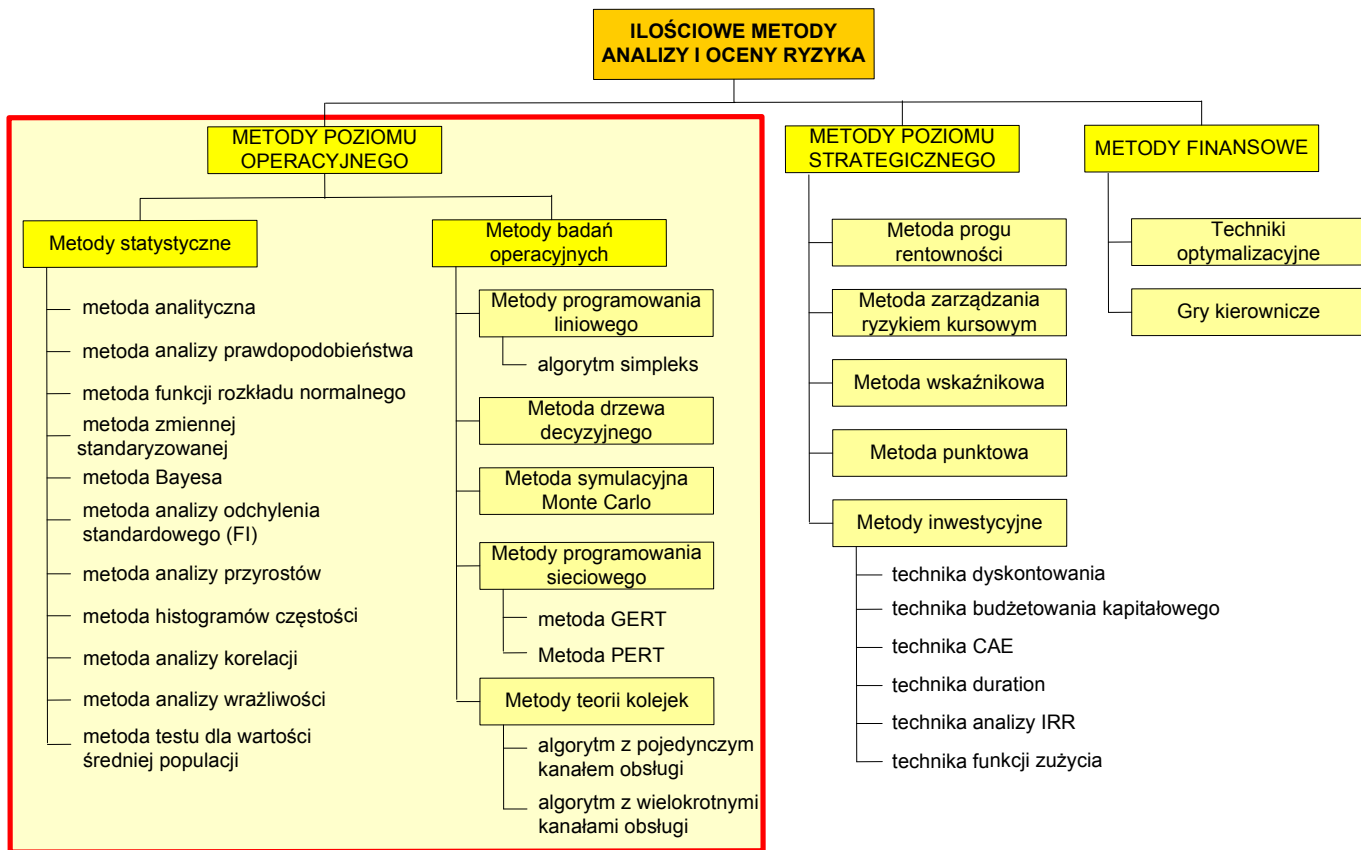 ILOŚCIOWE METODY
ANALIZY I OCENY RYZYKA
METODY POZIOMU
OPERACYJNEGO
Metody statystyczne
metoda analityczna
metoda analizy prawdopodobieństwa
metoda funkcji rozkładu normalnego
metoda zmiennej
standaryzowanej
metoda Bayesa
metoda analizy odchylenia
standardowego (FI)
metoda analizy przyrostów
metoda histogramów częstości
metoda analizy korelacji
metoda analizy wrażliwości
metoda testu dla wartości
średniej populacji
Metody badań
operacyjnych
Metody programowania
liniowego
algorytm simpleks
Metoda drzewa
decyzyjnego
Metoda symulacyjna
Monte Carlo
Metody programowania
sieciowego
metoda GERT
Metoda PERT
Metody teorii kolejek
algorytm z pojedynczym
kanałem obsługi
algorytm z wielokrotnymi
kanałami obsługi
METODY POZIOMU
STRATEGICZNEGO
Metoda progu
rentowności
Metoda zarządzania
ryzykiem kursowym
Metoda wskaźnikowa
Metoda punktowa
Metody inwestycyjne
technika dyskontowania
technika budżetowania kapitałowego
technika CAE
technika duration
technika analizy IRR
technika funkcji zużycia
METODY FINANSOWE
Techniki
optymalizacyjne
Gry kierownicze